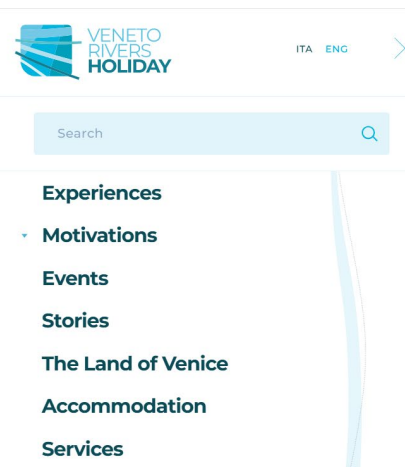 VENETO
RIVERS
HOLIDAY
ITA ENG
Search
Experiences
Motivations
Events
Stories
The Land of Venice
Accommodation
Services